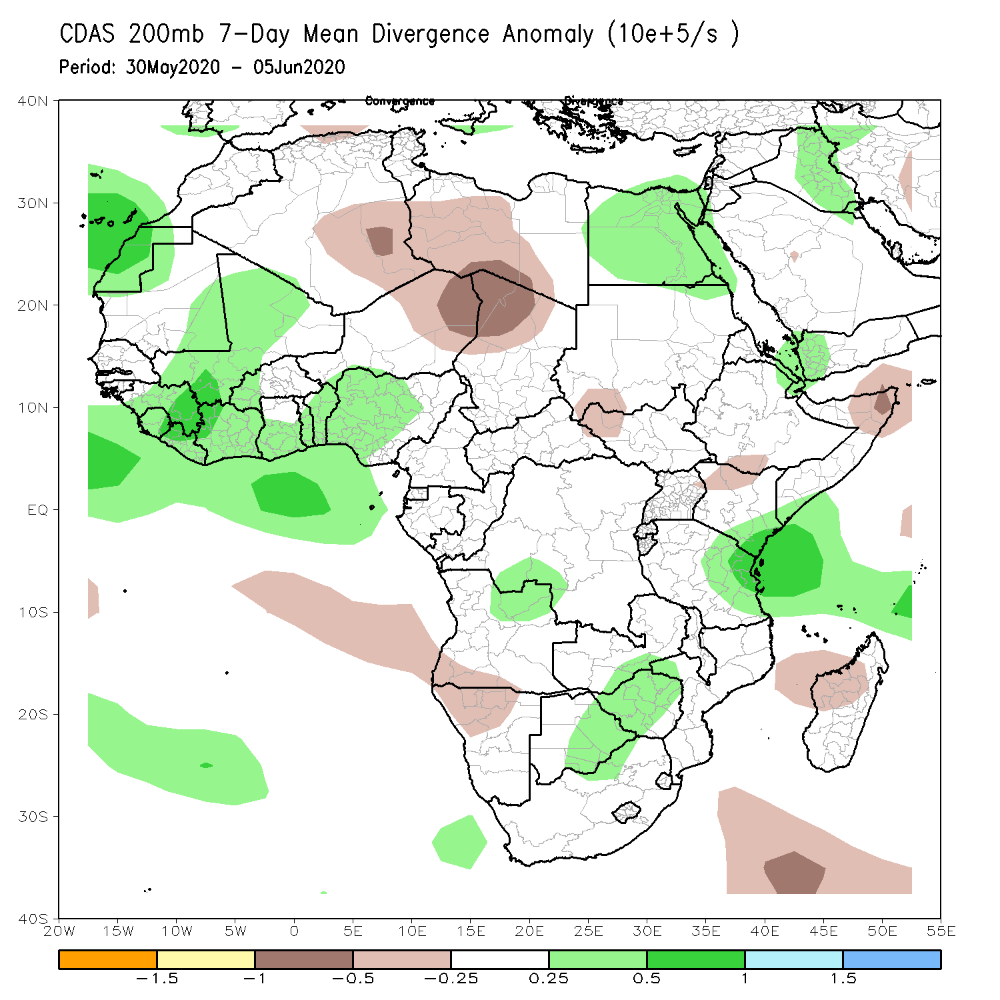 CDAS 200mb 7-Day Mean Divergence Anomaly (10e+5/s )
Period: 30May2020 - 05Jun2020
Convergence Divergence
40N
30N
20N
10N
EQ
10S
20S
30S
40S
20W 15W 10W 5W 0 5E 10E 15E 20E 25E 30E 35E 40E 45E 50E 55E
-1.5 -1 -0.5 -0.25 0.25 0.5 1 1.5